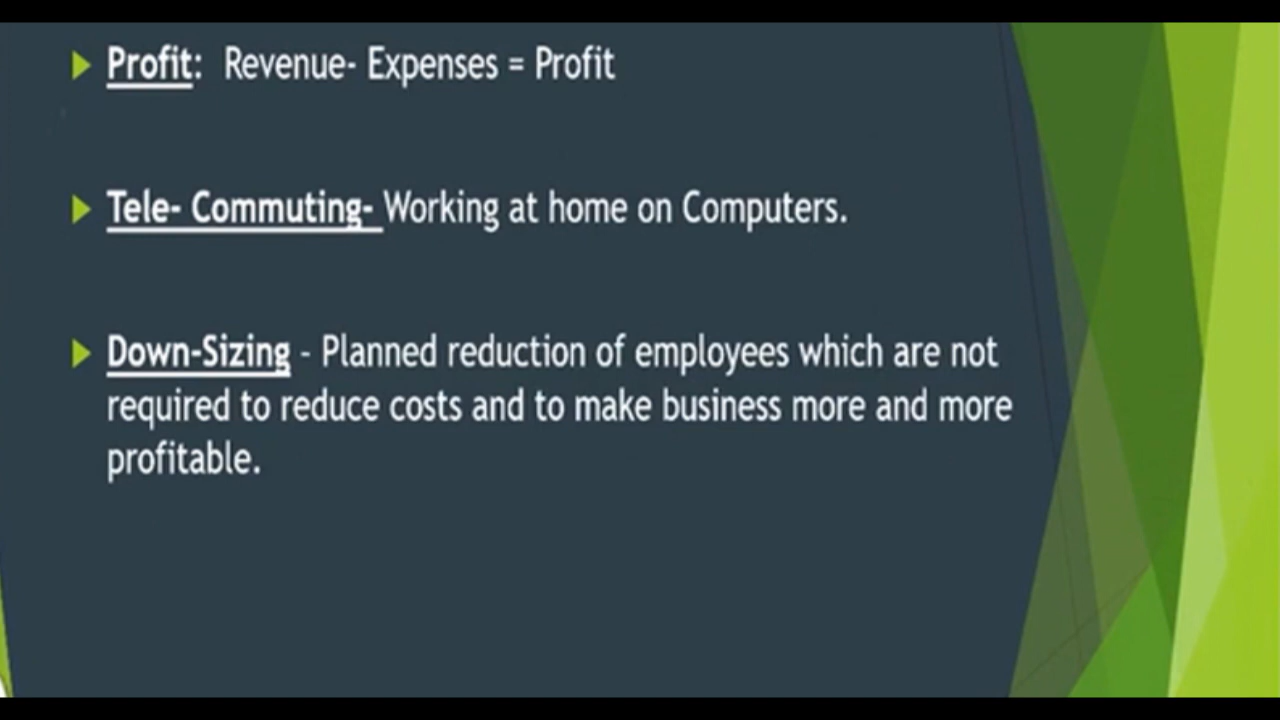 Profit: Revenue- Expenses = Profit
Tele- Commuting- Working at home on Computers.
Down-Sizing - Planned reduction of employees which are not
required to reduce costs and to make business more and more
profitable.